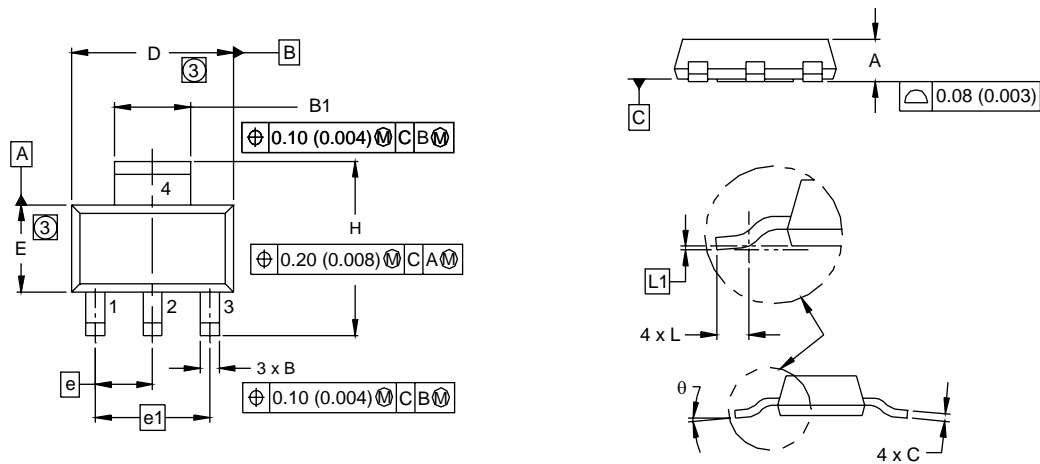 D
B
3
B1
⌖ 0.10 (0.004) Ⓜ C B Ⓜ
A
4
3
E
H
⌖ 0.20 (0.008) Ⓜ C A Ⓜ
1 2 3
3 x B
e
⌖ 0.10 (0.004) Ⓜ C B Ⓜ
e1
A
C
⌓ 0.08 (0.003)
L1
4 x L
θ
4 x C